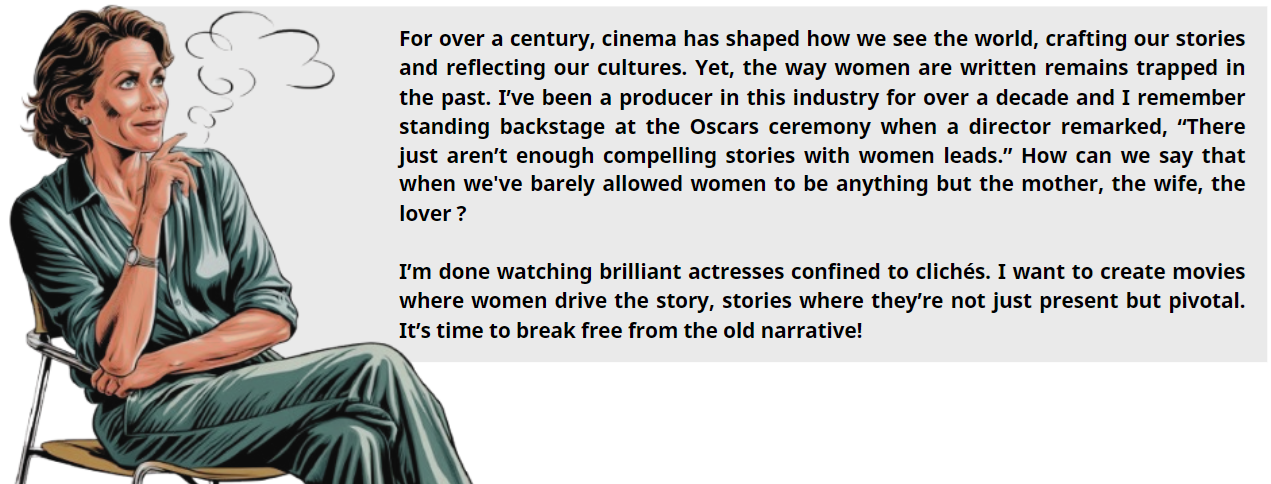 For over a century, cinema has shaped how we see the world, crafting our stories
and reflecting our cultures. Yet, the way women are written remains trapped in
the past. I’ve been a producer in this industry for over a decade and I remember
standing backstage at the Oscars ceremony when a director remarked, “There
just aren’t enough compelling stories with women leads.” How can we say that
when we've barely allowed women to be anything but the mother, the wife, the
lover ?
I’m done watching brilliant actresses confined to clichés. I want to create movies
where women drive the story, stories where they’re not just present but pivotal.
It’s time to break free from the old narrative!